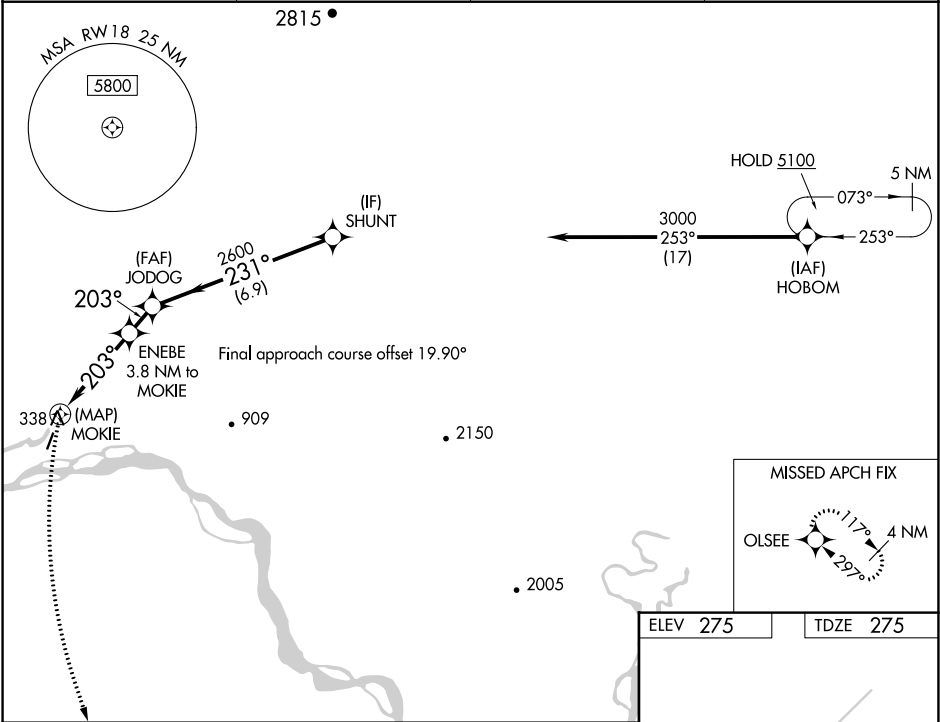 2815
MSA RW18 25 NM
5800
HOLD 5100
5 NM
073°
253°
3000
253°
(17)
(IAF)
HOBOM
(IF)
SHUNT
2600
231°
(6.9)
(FAF)
JODOG
203°
ENEBE
3.8 NM to
MOKIE
Final approach course offset 19.90°
203°
338
(MAP)
MOKIE
909
2150
2005
MISSED APCH FIX
OLSEE
117°
4 NM
297°
ELEV 275
TDZE 275